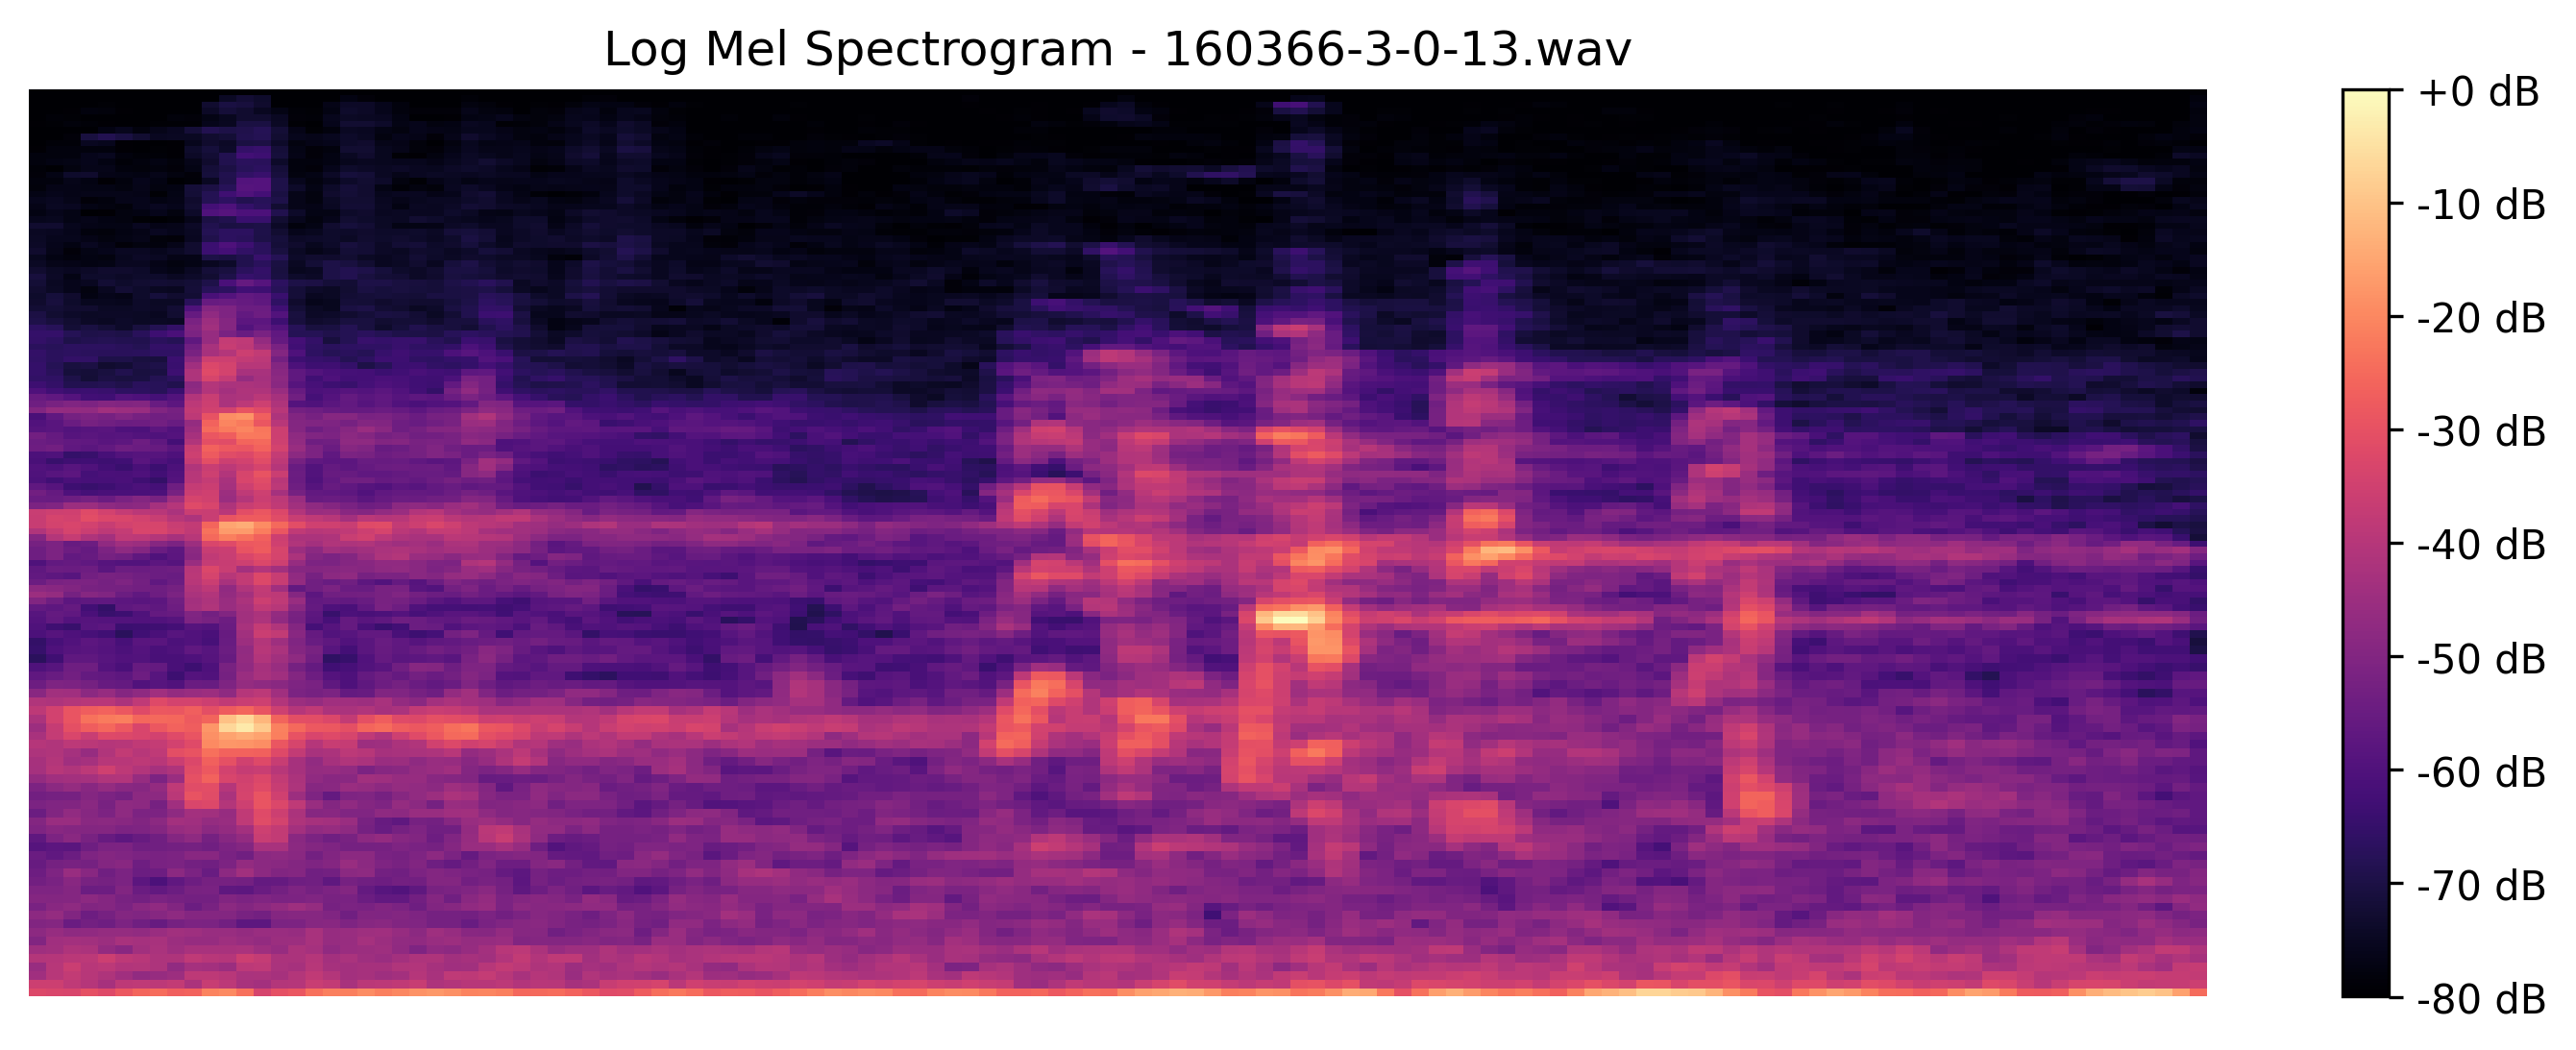 Log Mel Spectrogram - 160366-3-0-13.wav
+0 dB
-10 dB
-20 dB
-30 dB
-40 dB
-50 dB
-60 dB
-70 dB
-80 dB